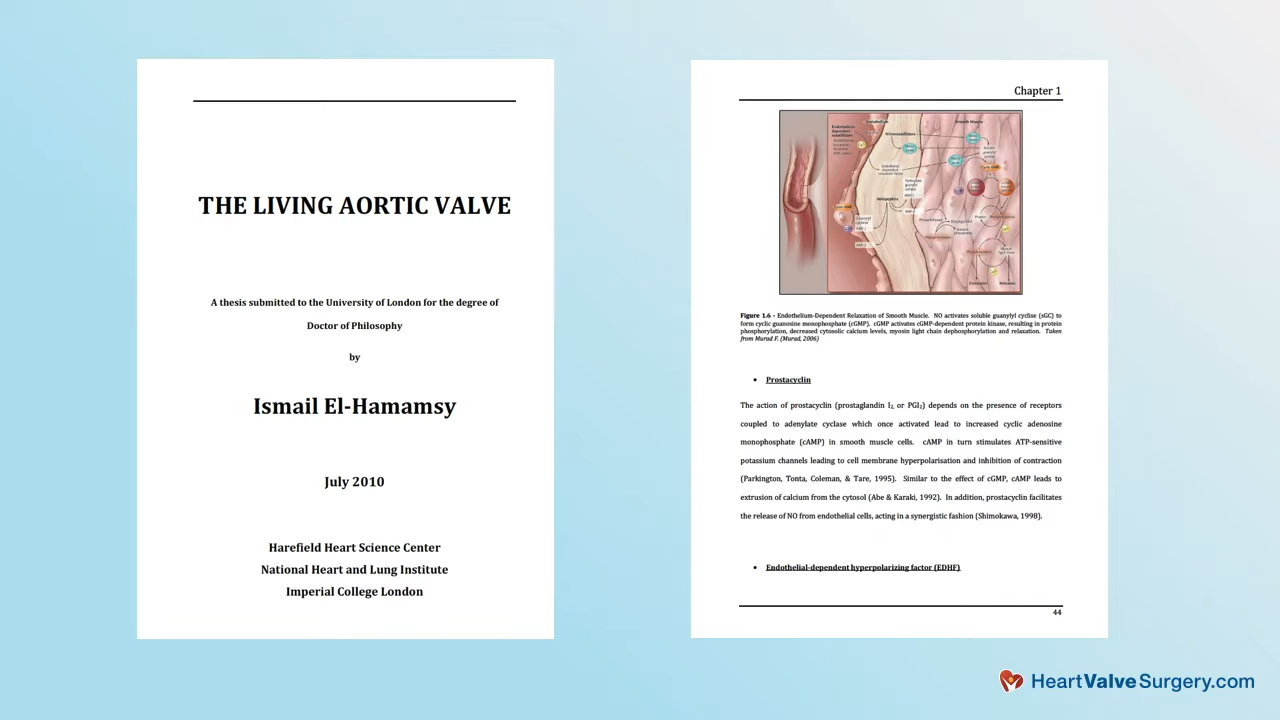 THE LIVING AORTIC VALVE
A thesis submitted to the University of London for the degree of
Doctor of Philosophy
by
Ismail El-Hamamsy
July 2010
Harefield Heart Science Center
National Heart and Lung Institute
Imperial College London
Chapter 1
Endothelium
Smooth Muscle
Nitrovasodilators
Figure 1.6 - Endothelium-Dependent Relaxation of Smooth Muscle. NO activates soluble guanylyl cyclise (sGC) to
form cyclic guanosine monophosphate (cGMP). cGMP activates cGMP-dependent protein kinase, resulting in protein
phosphorylation, decreased cytosolic calcium levels, myosin light chain dephosphorylation and relaxation. Taken
from Murad F. (Murad, 2006)
• Prostacyclin
The action of prostacyclin (prostaglandin I2, or PGI2) depends on the presence of receptors
coupled to adenylate cyclase which once activated lead to increased cyclic adenosine
monophosphate (cAMP) in smooth muscle cells. cAMP in turn stimulates ATP-sensitive
potassium channels leading to cell membrane hyperpolarisation and inhibition of contraction
(Parkington, Tonta, Coleman, & Tare, 1995). Similar to the effect of cGMP, cAMP leads to
extrusion of calcium from the cytosol (Abe & Karaki, 1992). In addition, prostacyclin facilitates
the release of NO from endothelial cells, acting in a synergistic fashion (Shimokawa, 1998).
• Endothelial-dependent hyperpolarizing factor (EDHF)
44
HeartValveSurgery.com